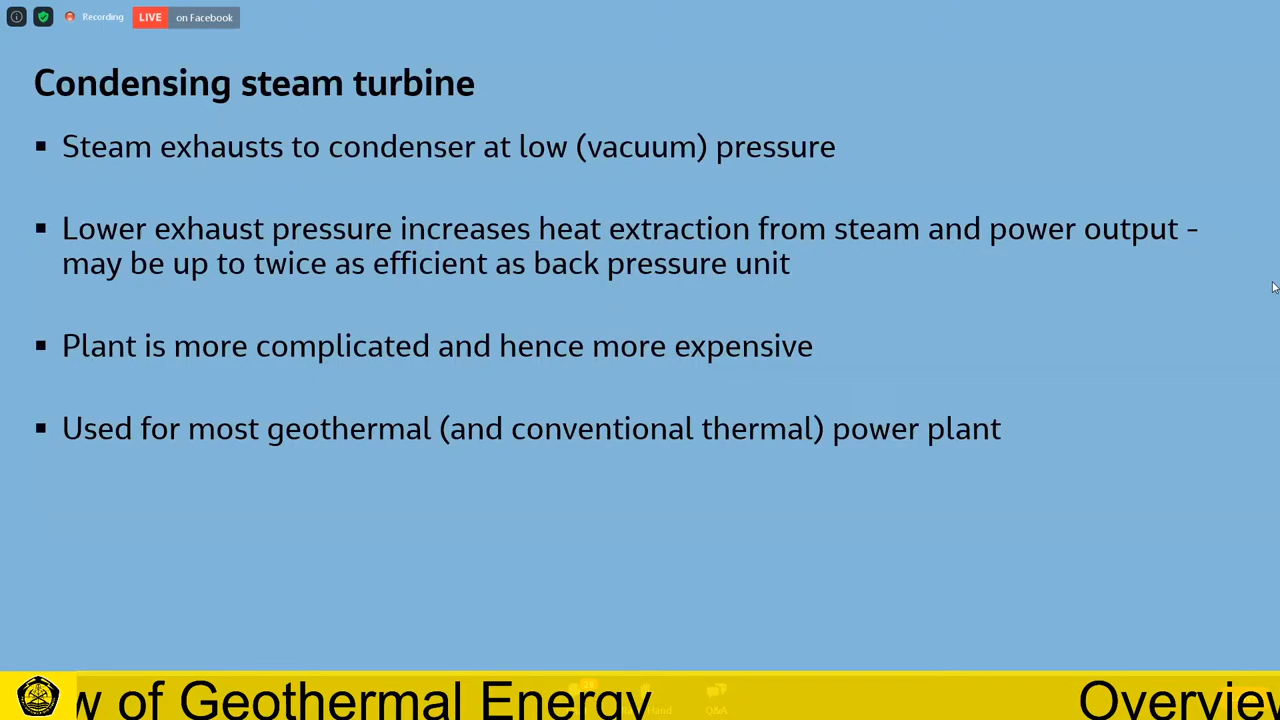 Recording LIVE on Facebook
Condensing steam turbine
▪ Steam exhausts to condenser at low (vacuum) pressure
▪ Lower exhaust pressure increases heat extraction from steam and power output -
may be up to twice as efficient as back pressure unit
▪ Plant is more complicated and hence more expensive
▪ Used for most geothermal (and conventional thermal) power plant
w of Geothermal Energy Overview
Q&A